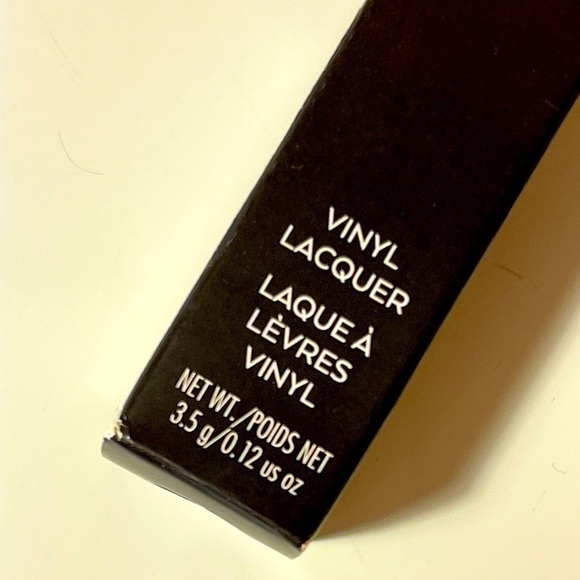 VINYL
LACQUER
LAQUE À
LÈVRES
VINYL
NET WT./POIDS NET
3.5 g/0.12 us oz